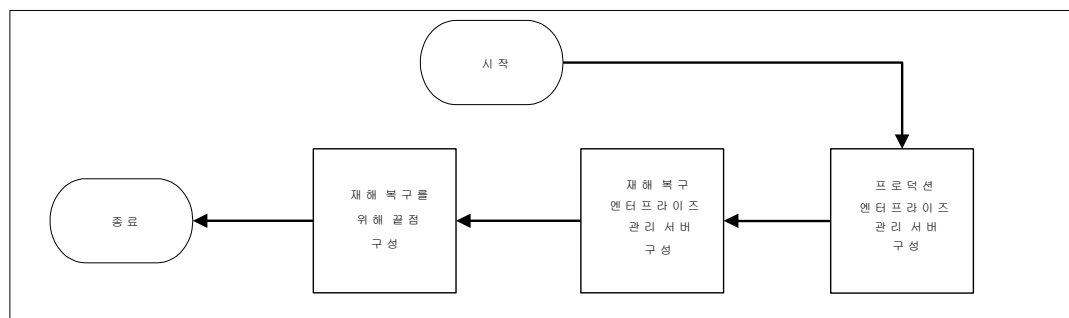 시작
프로덕션
엔터프라이즈
관리 서버
구성
재해 복구
엔터프라이즈
관리 서버
구성
재해 복구를
위해 끝점
구성
종료